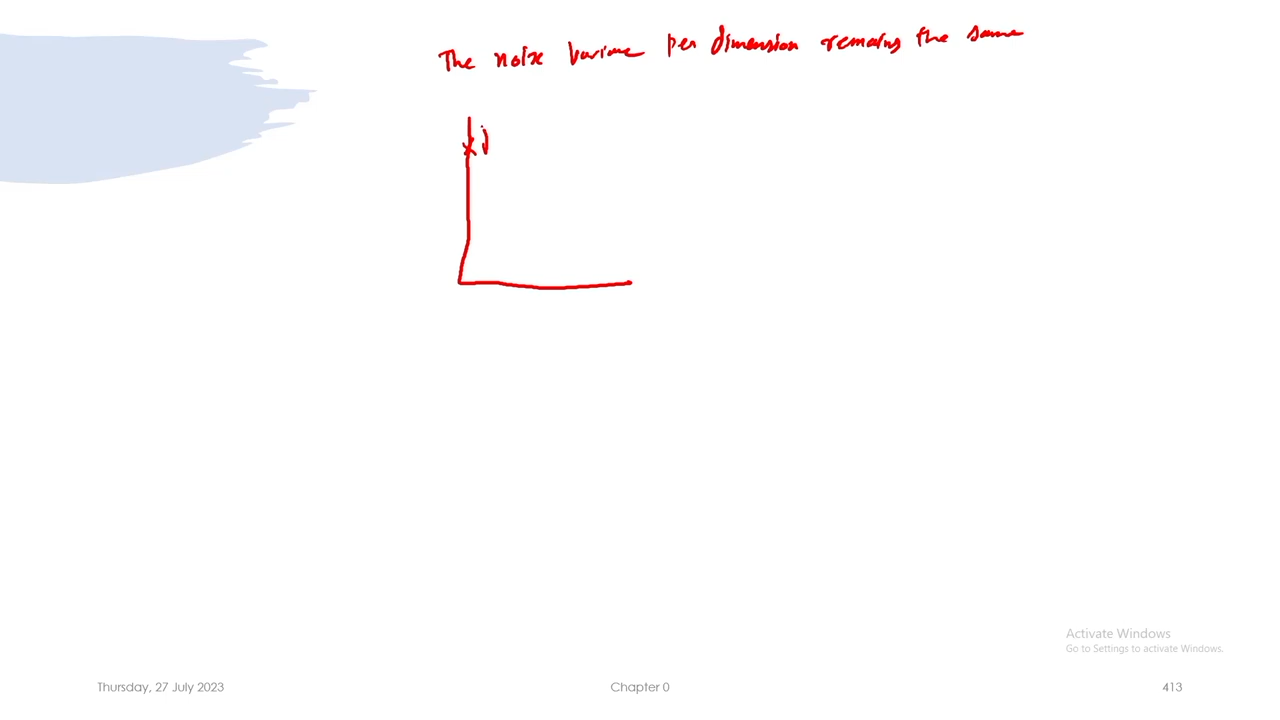 The noise variance per dimension remains the same
j
Activate Windows
Go to Settings to activate Windows.
Thursday, 27 July 2023
Chapter 0
413